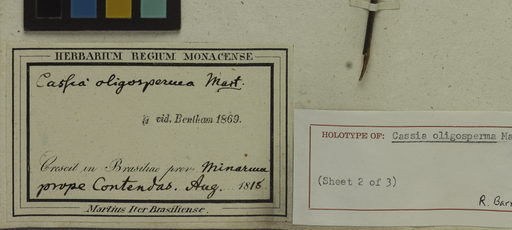 HERBARIUM REGIUM MONACENSE
Cassia oligosperma Mart.
vid. Bentham 1869.
Crescit in Brasiliae prov. Minarum
prope Contendas. Aug. 1818
Martius Iter Brasiliense.
HOLOTYPE OF: Cassia oligosperma Ma
(Sheet 2 of 3)
R. Barn